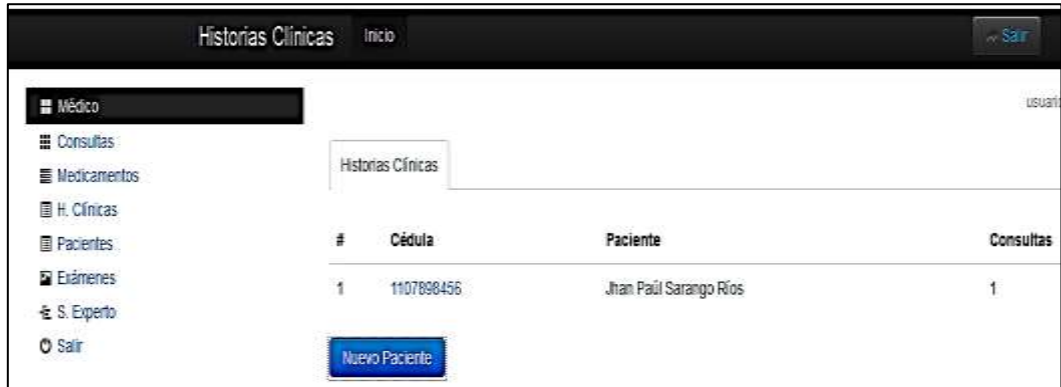 Historias Clínicas Inicio Salir
Médico
Consultas
Medicamentos
H. Clínicas
Pacientes
Exámenes
S. Experto
Salir
Historias Clínicas
# Cédula Paciente Consultas
1 1107898456 Jhan Paúl Sarango Ríos 1
Nuevo Paciente